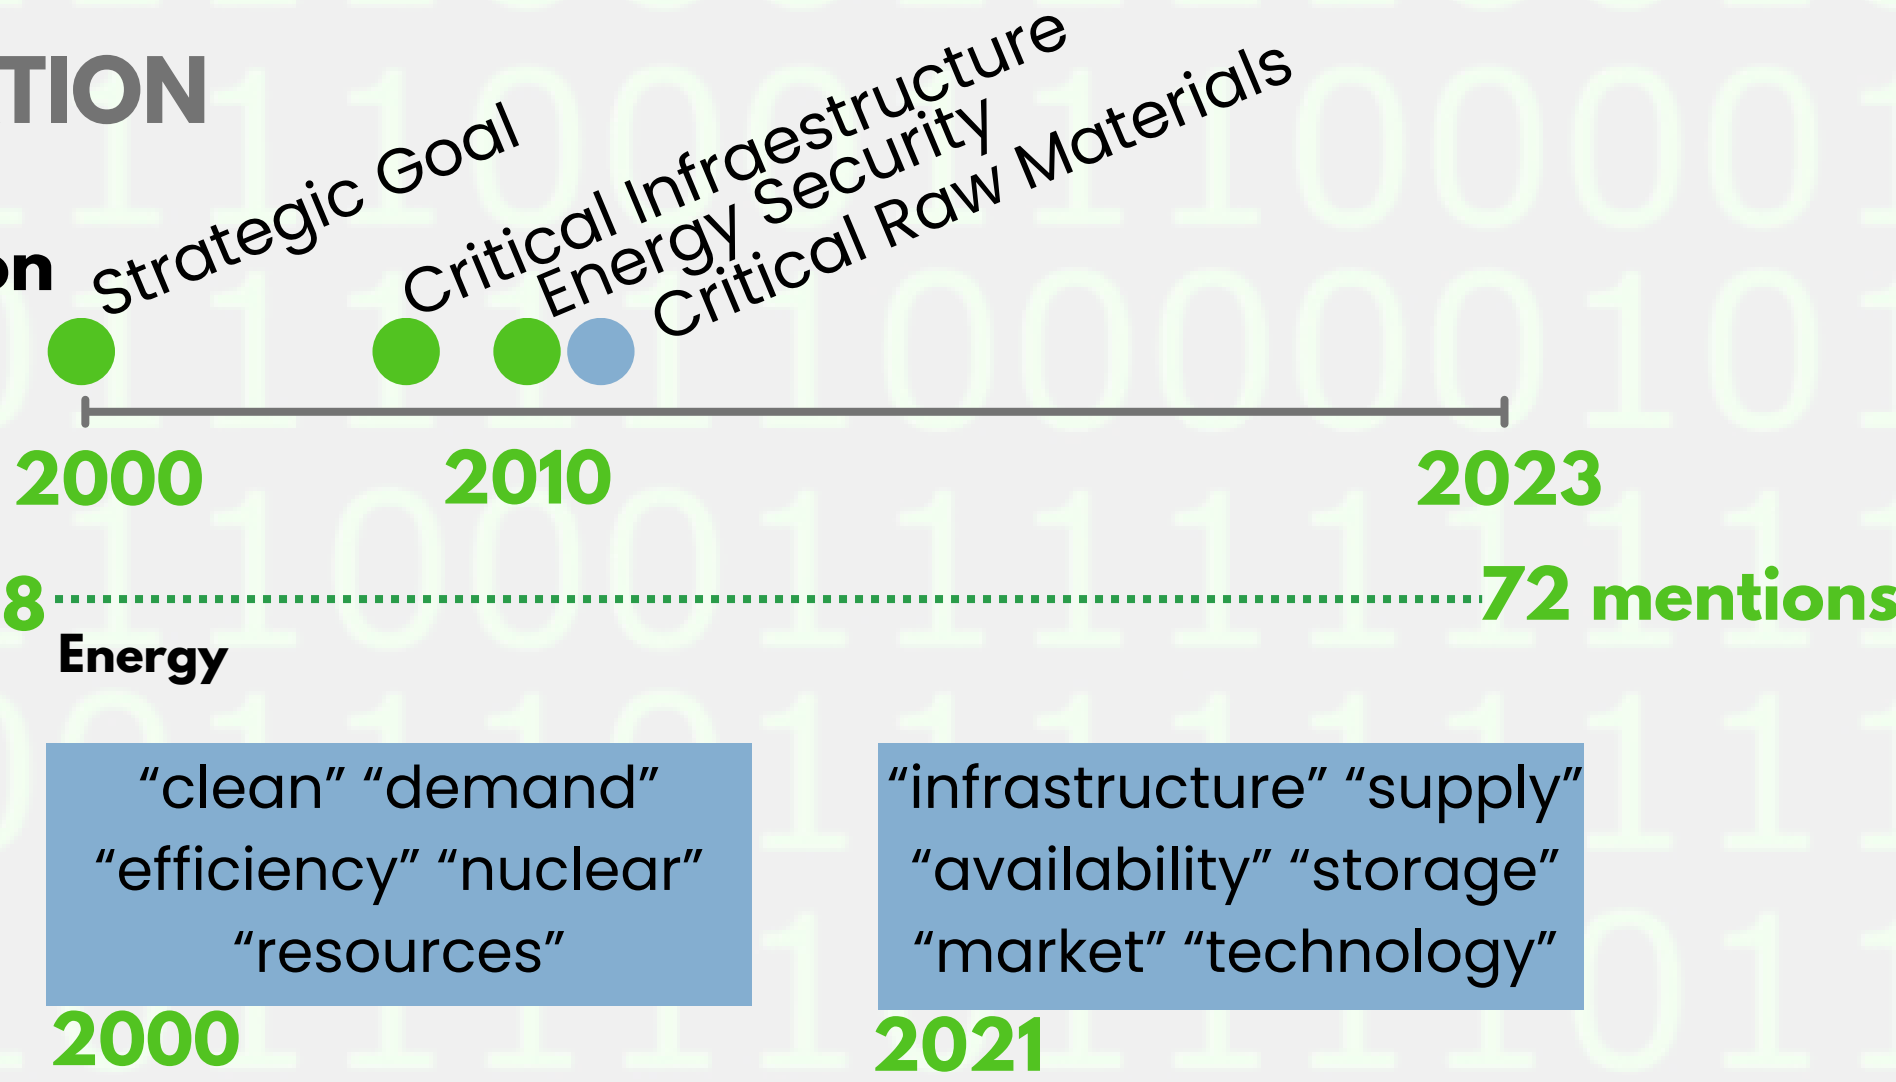 TION
Strategic Goal
Critical Infraestructure
Energy Security
Critical Raw Materials
on
2000
2010
2023
8
72 mentions
Energy
“clean” “demand”
“efficiency” “nuclear”
“resources”
2000
“infrastructure” “supply”
“availability” “storage”
“market” “technology”
2021